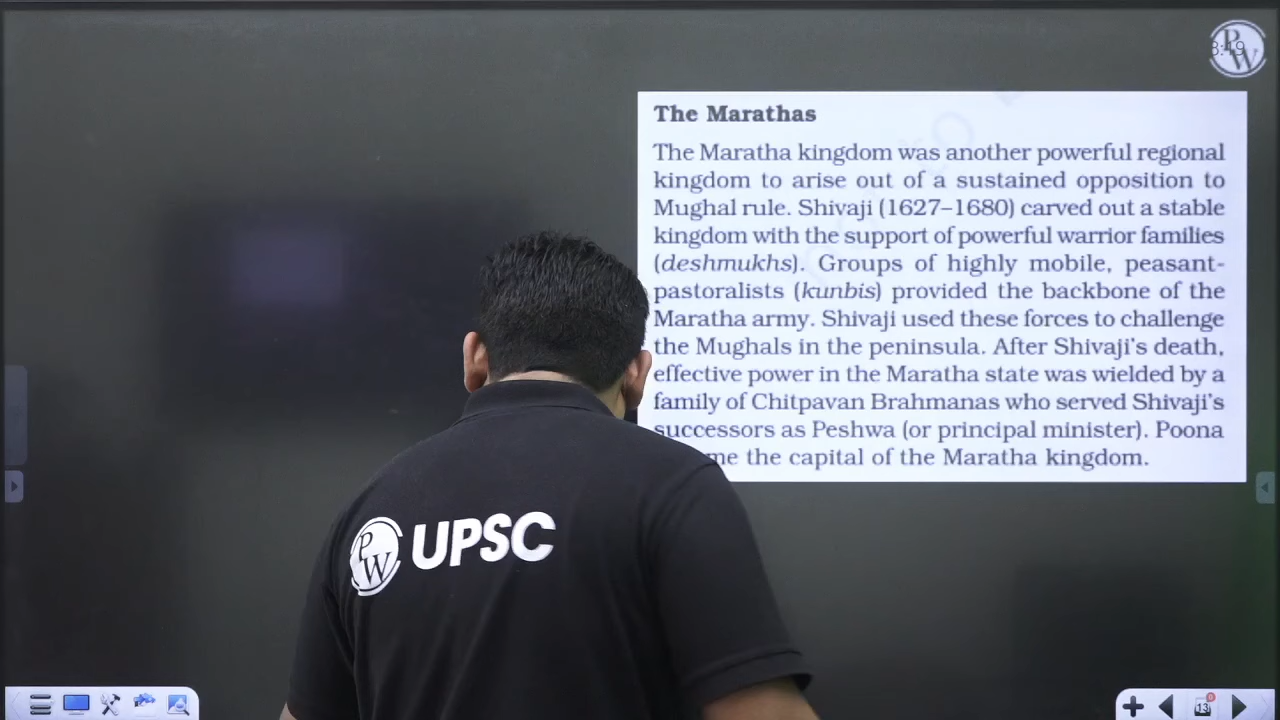 The Marathas
The Maratha kingdom was another powerful regional
kingdom to arise out of a sustained opposition to
Mughal rule. Shivaji (1627–1680) carved out a stable
kingdom with the support of powerful warrior families
(deshmukhs). Groups of highly mobile, peasant-
pastoralists (kunbis) provided the backbone of the
Maratha army. Shivaji used these forces to challenge
the Mughals in the peninsula. After Shivaji's death,
effective power in the Maratha state was wielded by a
family of Chitpavan Brahmanas who served Shivaji's
successors as Peshwa (or principal minister). Poona
me the capital of the Maratha kingdom.
PW UPSC
PW
13